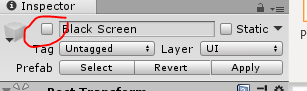 Inspector
Black Screen Static
Tag Untagged Layer UI
Prefab Select Revert Apply